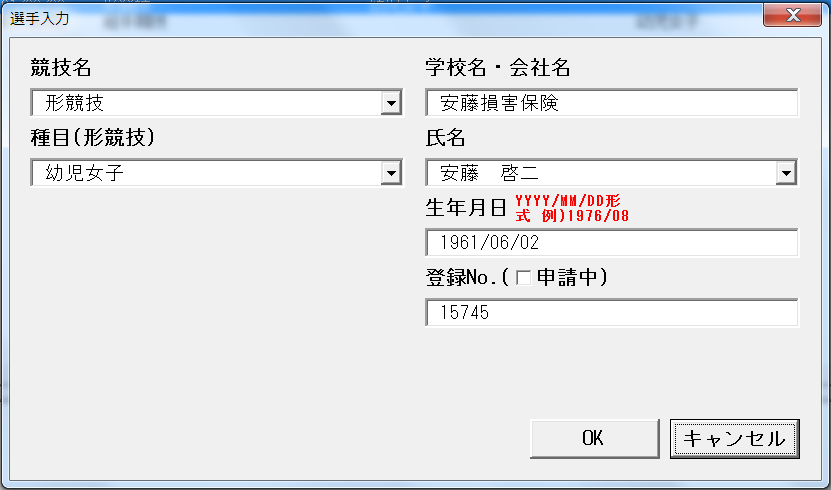 選手入力
競技名
形競技
種目(形競技)
幼児女子
学校名・会社名
安藤損害保険
氏名
安藤　啓二
生年月日 YYYY/MM/DD形
式 例)1976/08
1961/06/02
登録No.( 申請中)
15745
OK
キャンセル